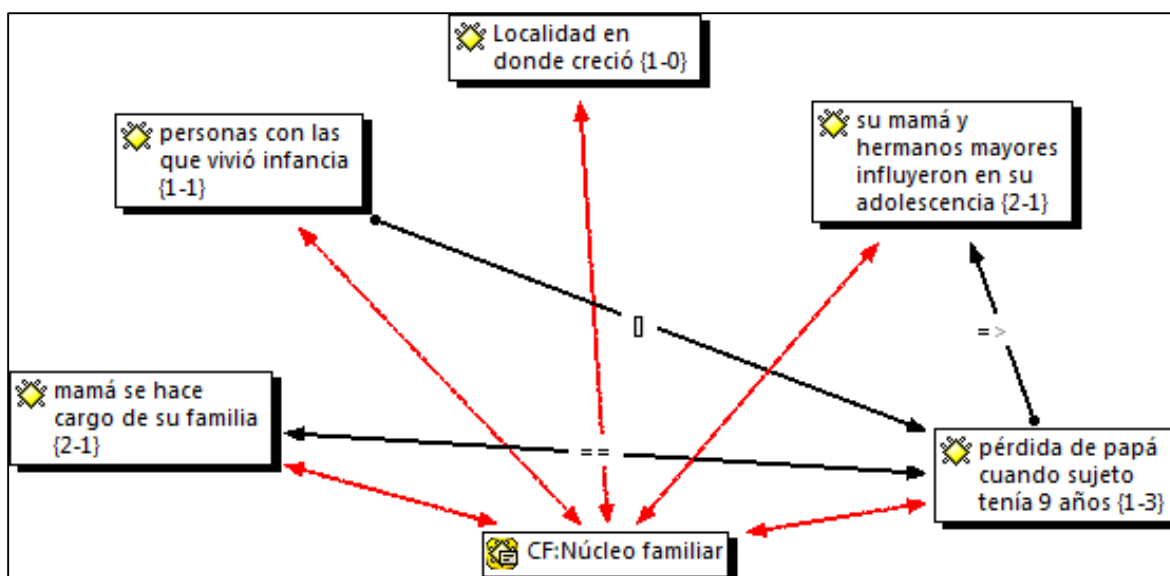 Localidad en
donde creció {1-0}
personas con las
que vivió infancia
{1-1}
su mamá y
hermanos mayores
influyeron en su
adolescencia {2-1}
[]
=>
mamá se hace
cargo de su familia
{2-1}
==
pérdida de papá
cuando sujeto
tenía 9 años {1-3}
CF:Núcleo familiar